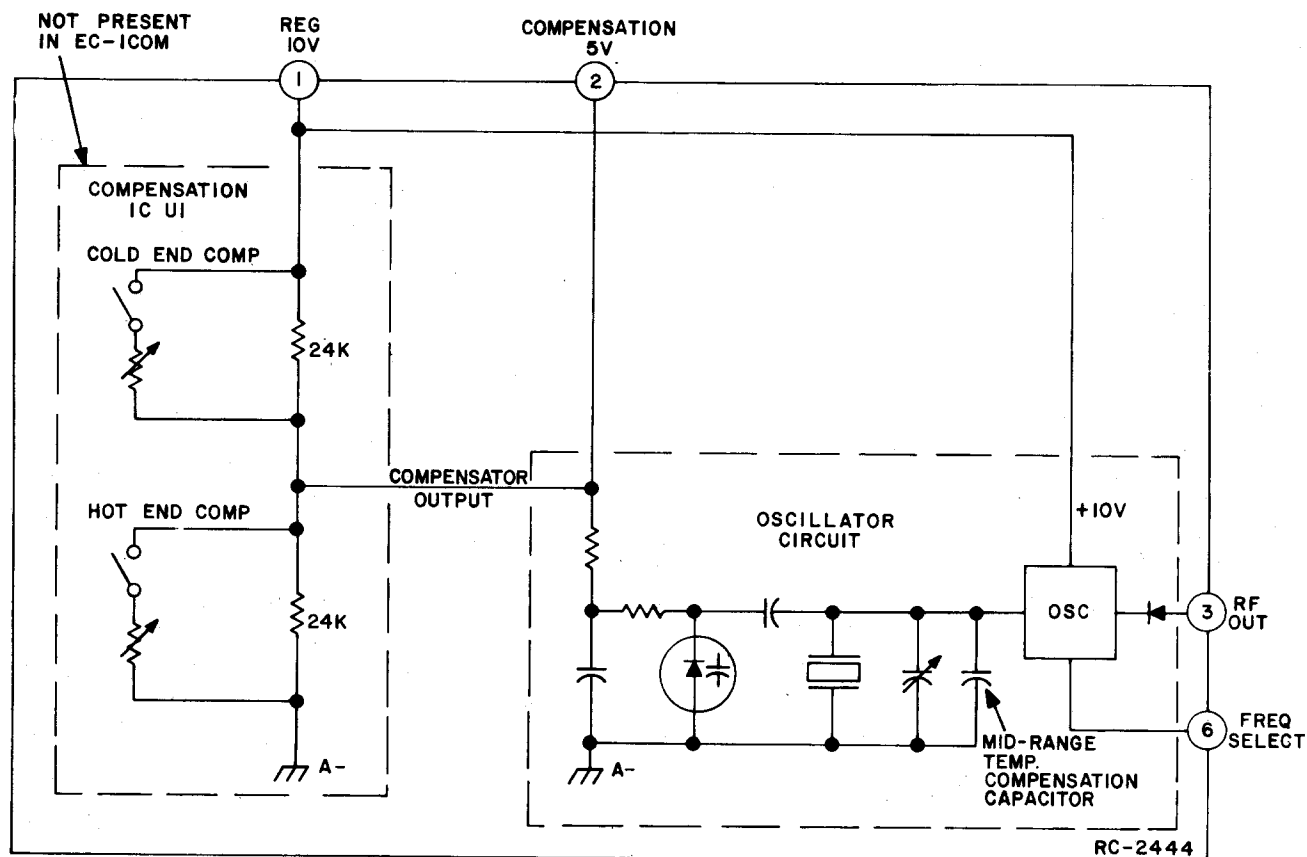 NOT PRESENT
IN EC-ICOM
REG
10V
1
COMPENSATION
5V
2
COMPENSATION
IC U1
COLD END COMP
24K
COMPENSATOR
OUTPUT
HOT END COMP
24K
A-
OSCILLATOR
CIRCUIT
+10V
OSC
3
RF
OUT
6
FREQ
SELECT
MID-RANGE
TEMP.
COMPENSATION
CAPACITOR
A-
RC-2444